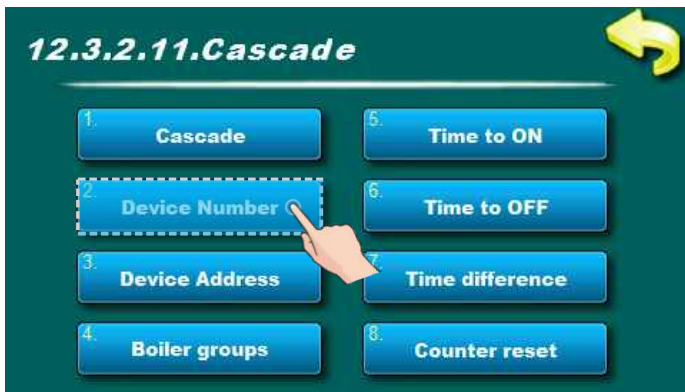 12.3.2.11.Cascade
1. Cascade
2. Device Number
3. Device Address
4. Boiler groups
5. Time to ON
6. Time to OFF
7. Time difference
8. Counter reset